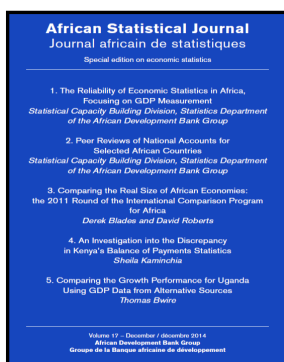 African Statistical Journal
Journal africain de statistiques
Special edition on economic statistics
1. The Reliability of Economic Statistics in Africa,
Focusing on GDP Measurement
Statistical Capacity Building Division, Statistics Department
of the African Development Bank Group
2. Peer Reviews of National Accounts for
Selected African Countries
Statistical Capacity Building Division, Statistics Department
of the African Development Bank Group
3. Comparing the Real Size of African Economies:
the 2011 Round of the International Comparison Program
for Africa
Derek Blades and David Roberts
4. An Investigation into the Discrepancy
in Kenya's Balance of Payments Statistics
Sheila Kaminchia
5. Comparing the Growth Performance for Uganda
Using GDP Data from Alternative Sources
Thomas Bwire
Volume 17 – December / décembre 2014
African Development Bank Group
Groupe de la Banque africaine de développement